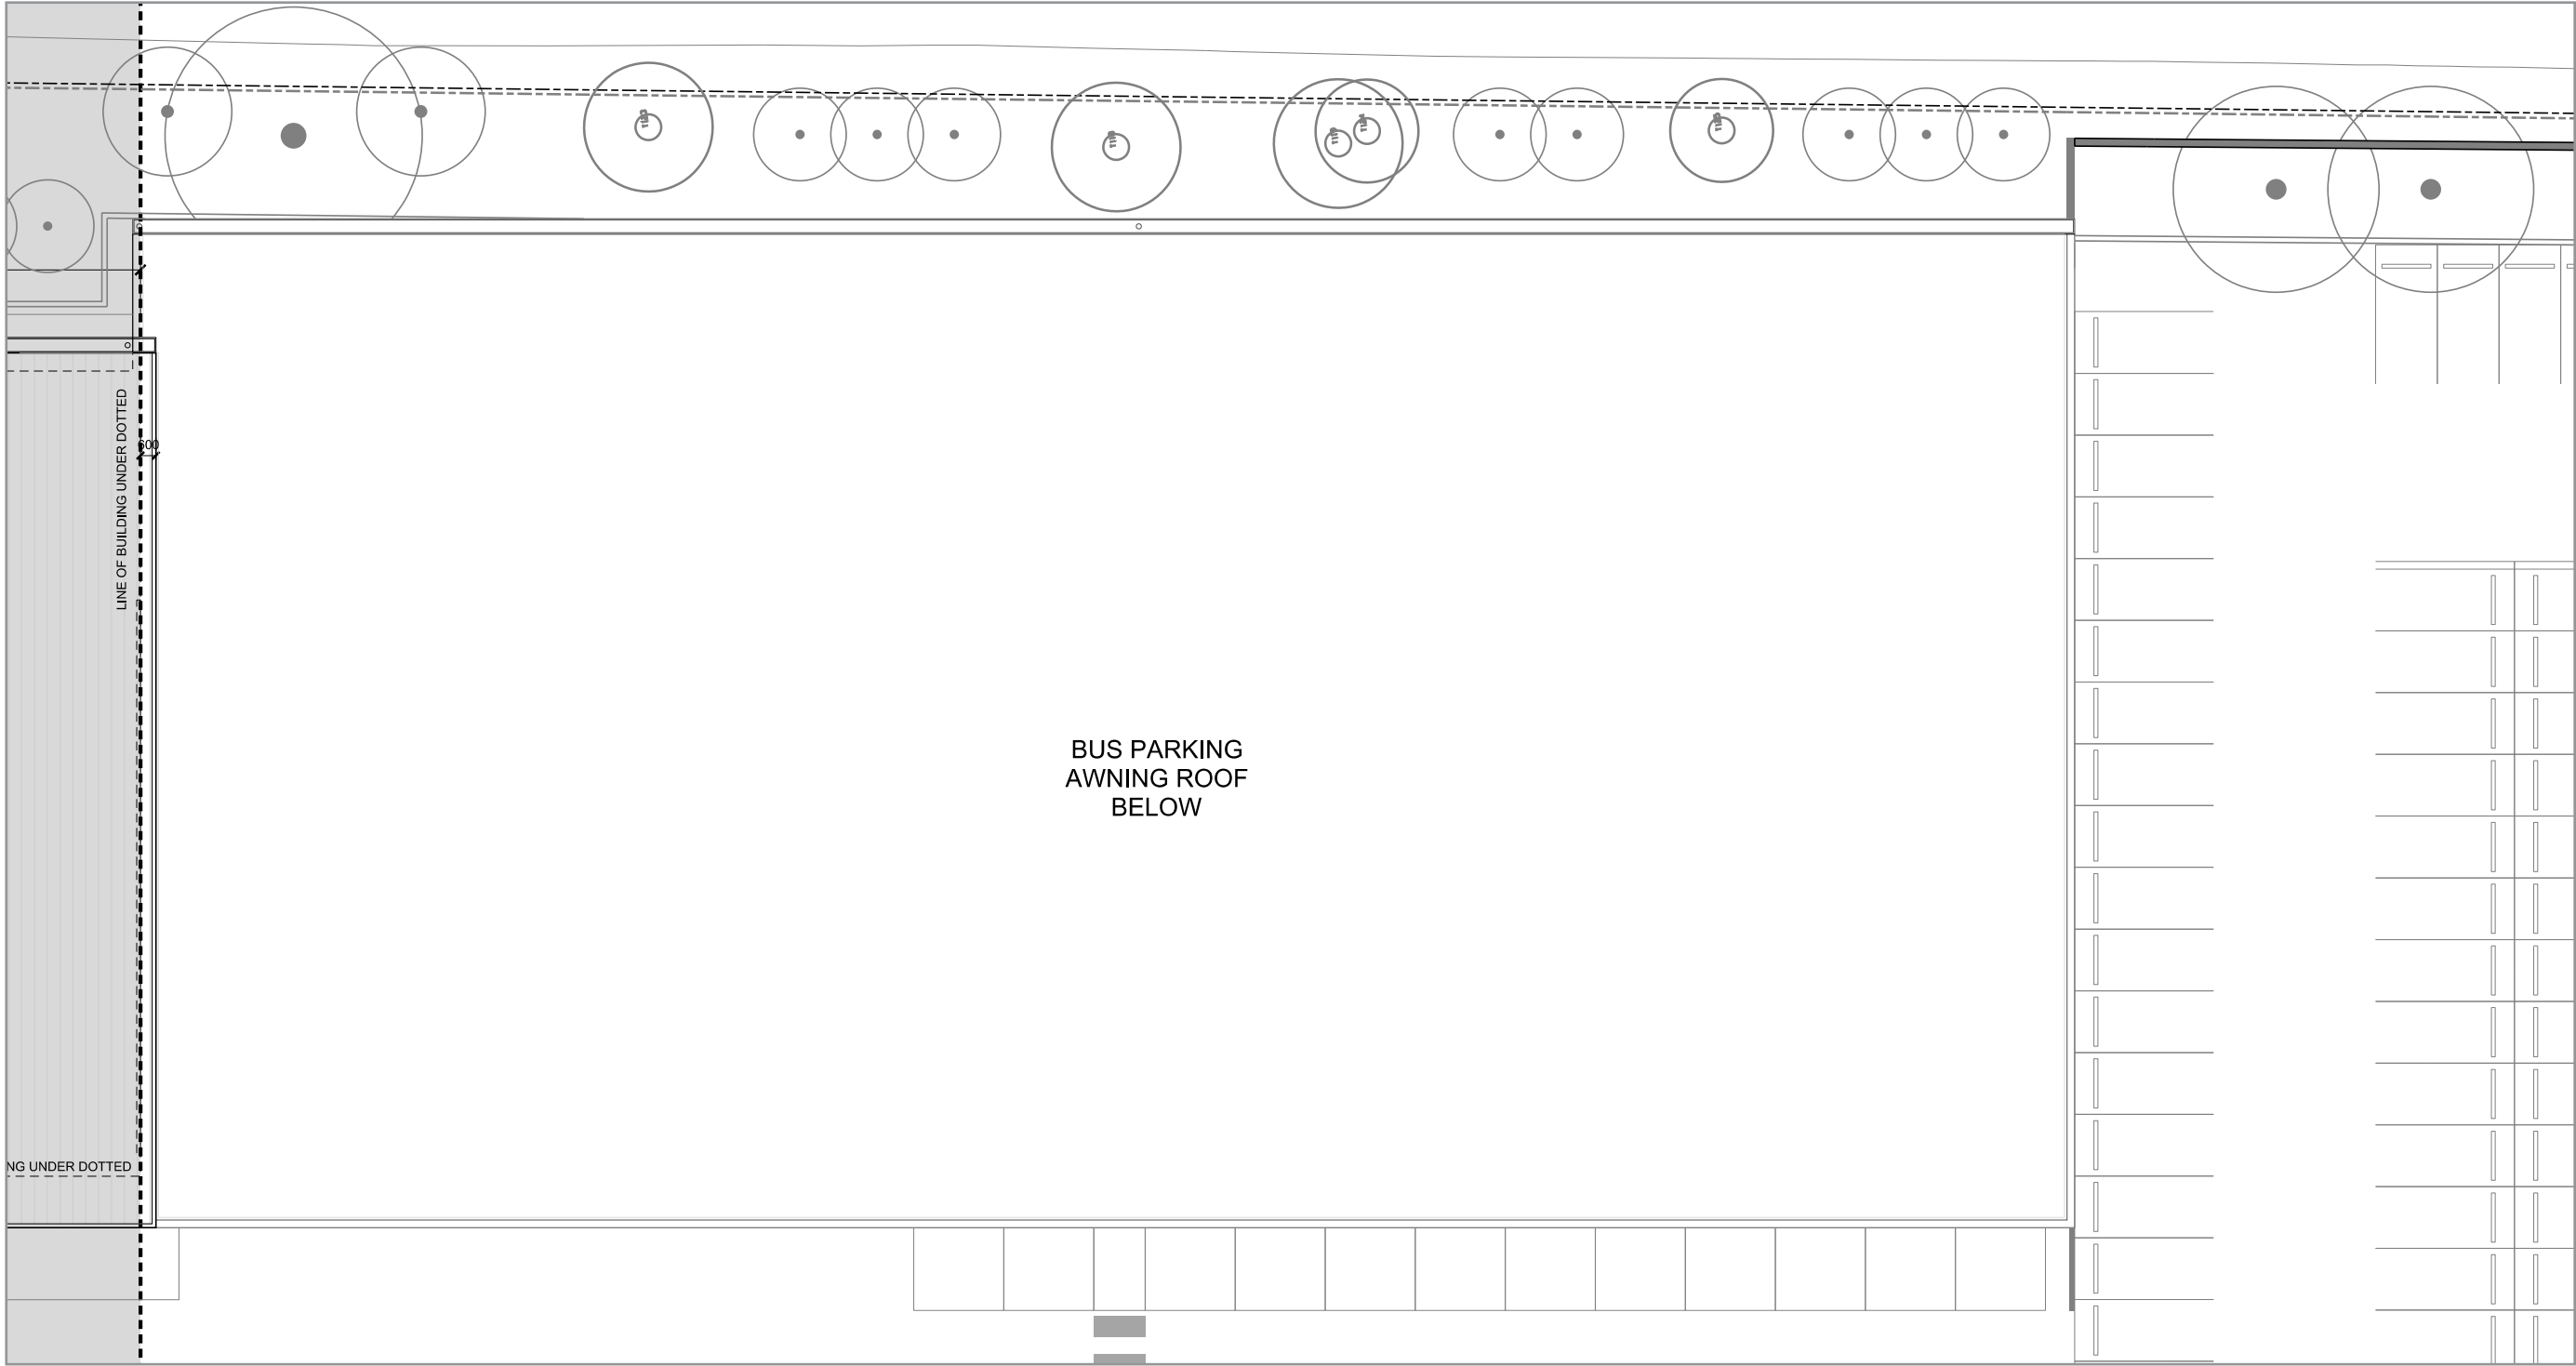 LINE OF BUILDING UNDER DOTTED
600
BUS PARKING
AWNING ROOF
BELOW
NG UNDER DOTTED